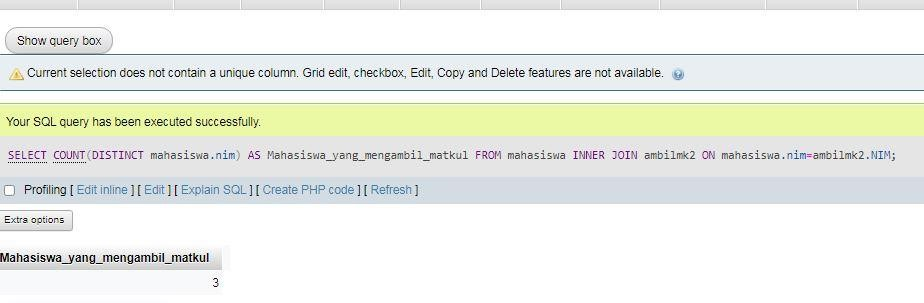 Show query box
Current selection does not contain a unique column. Grid edit, checkbox, Edit, Copy and Delete features are not available.
Your SQL query has been executed successfully.
SELECT COUNT(DISTINCT mahasiswa.nim) AS Mahasiswa_yang_mengambil_matkul FROM mahasiswa INNER JOIN ambilmk2 ON mahasiswa.nim=ambilmk2.NIM;
Profiling [ Edit inline ] [ Edit ] [ Explain SQL ] [ Create PHP code ] [ Refresh ]
Extra options
Mahasiswa_yang_mengambil_matkul
3